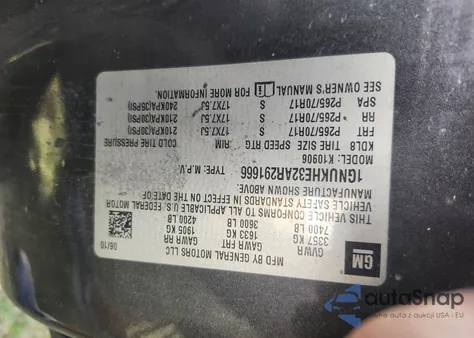 MFD BY GENERAL MOTORS LLC 06/10
GM
GVWR GAWR FRT GAWR RR
3357 KG 1633 KG 1905 KG
7400 LB 3600 LB 4200 LB
THIS VEHICLE CONFORMS TO ALL APPLICABLE U.S. FEDERAL MOTOR
VEHICLE SAFETY STANDARDS IN EFFECT ON THE DATE OF
MANUFACTURE SHOWN ABOVE.
1GNUKHE32AR291666 TYPE: M.P.V.
MODEL: K10906
KDLB TIRE SIZE SPEED RTG RIM COLD TIRE PRESSURE
FRT P265/70R17 S 17X7.5J 210KPA(30PSI)
RR P265/70R17 S 17X7.5J 210KPA(30PSI)
SPA P265/70R17 S 17X7.5J 240KPA(35PSI)
SEE OWNER'S MANUAL FOR MORE INFORMATION.
autoSnap
auto z aukcji USA i EU